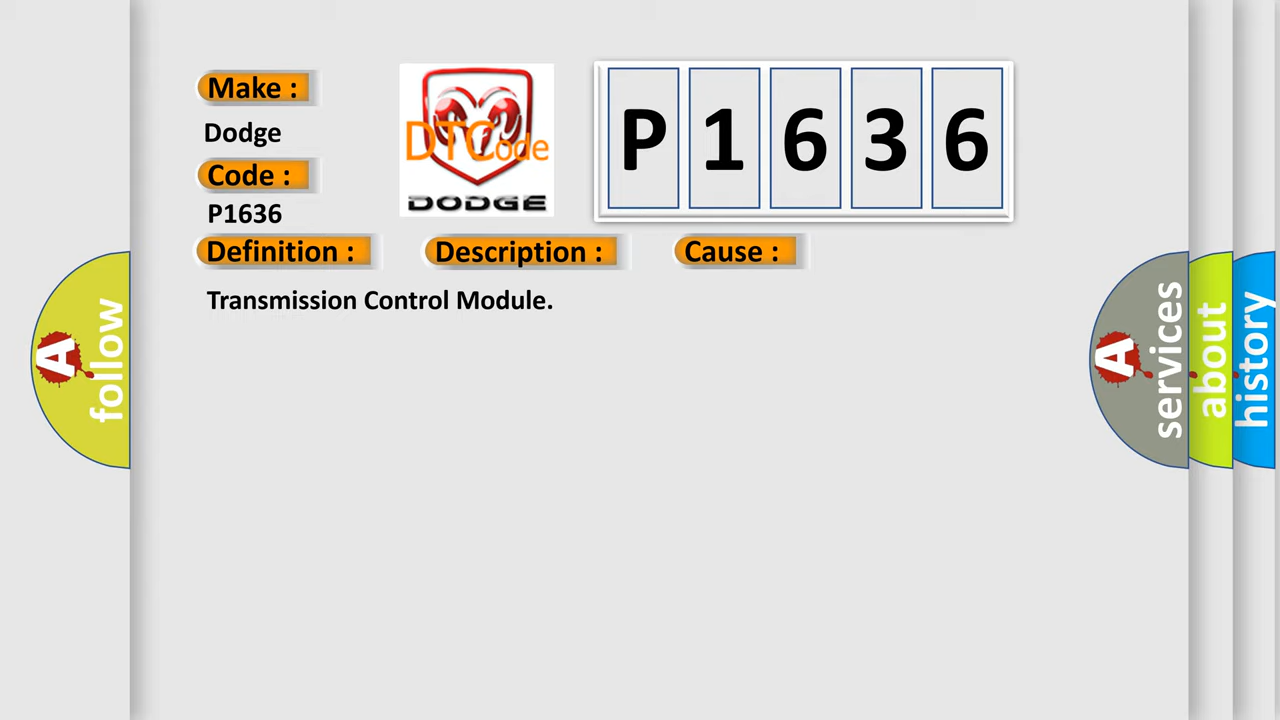 Make :
Dodge
Code :
P1636
DTCode
DODGE
P 1 6 3 6
Definition :
Description :
Cause :
Transmission Control Module.
A follow
A services
about
history